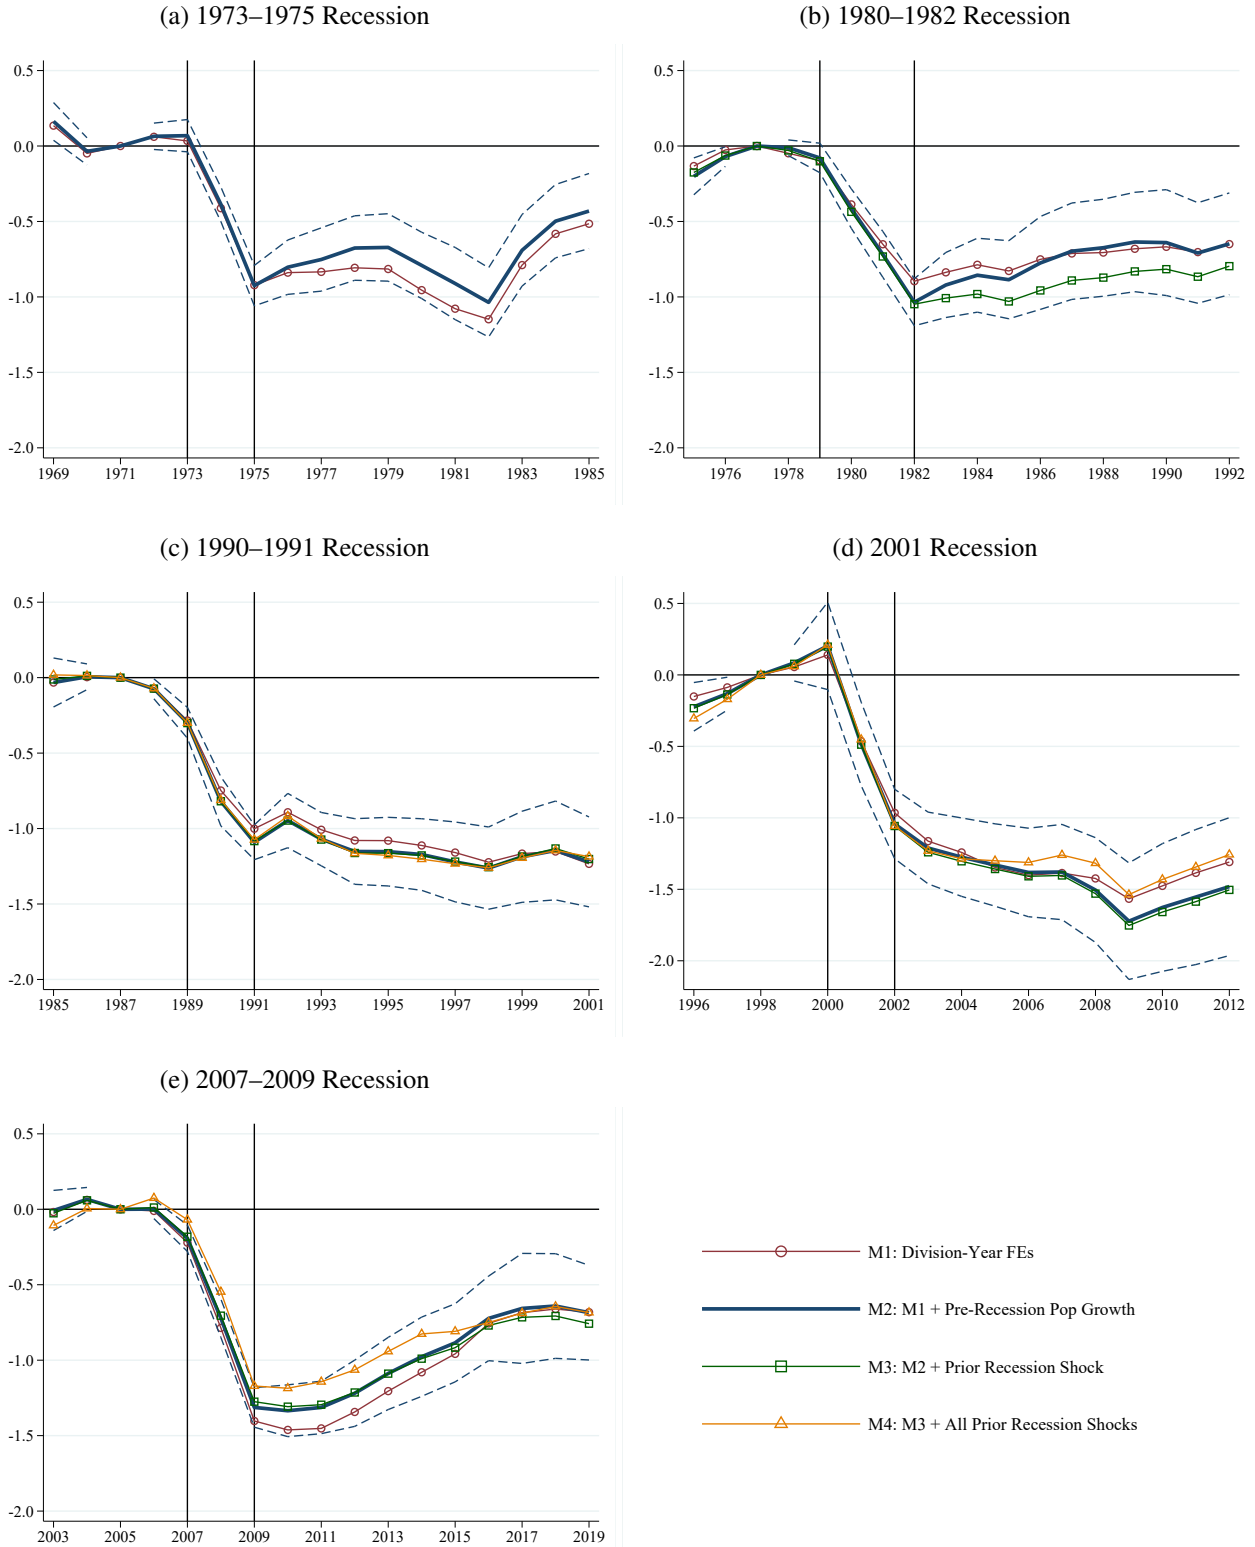 (a) 1973–1975 Recession
0.5
0.0
-0.5
-1.0
-1.5
-2.0
1969 1971 1973 1975 1977 1979 1981 1983 1985
(b) 1980–1982 Recession
0.5
0.0
-0.5
-1.0
-1.5
-2.0
1976 1978 1980 1982 1984 1986 1988 1990 1992
(c) 1990–1991 Recession
0.5
0.0
-0.5
-1.0
-1.5
-2.0
1985 1987 1989 1991 1993 1995 1997 1999 2001
(d) 2001 Recession
0.5
0.0
-0.5
-1.0
-1.5
-2.0
1996 1998 2000 2002 2004 2006 2008 2010 2012
(e) 2007–2009 Recession
0.5
0.0
-0.5
-1.0
-1.5
-2.0
2003 2005 2007 2009 2011 2013 2015 2017 2019
M1: Division-Year FEs
M2: M1 + Pre-Recession Pop Growth
M3: M2 + Prior Recession Shock
M4: M3 + All Prior Recession Shocks